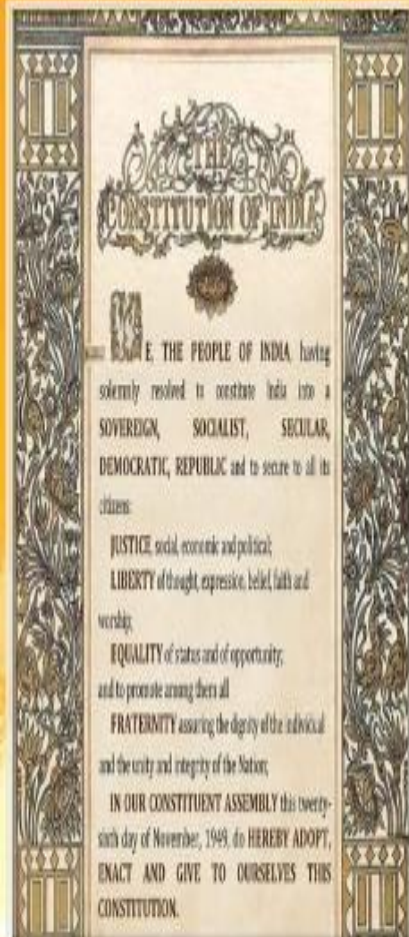 THE
CONSTITUTION OF INDIA
WE, THE PEOPLE OF INDIA having
solemnly resolved to constitute India into a
SOVEREIGN, SOCIALIST, SECULAR,
DEMOCRATIC, REPUBLIC and to secure to all its
citizens:
JUSTICE, social, economic and political;
LIBERTY of thought, expression, belief, faith and
worship;
EQUALITY of status and of opportunity;
and to promote among them all
FRATERNITY assuring the dignity of the individual
and the unity and integrity of the Nation;
IN OUR CONSTITUENT ASSEMBLY this twenty-
sixth day of November, 1949, do HEREBY ADOPT,
ENACT AND GIVE TO OURSELVES THIS
CONSTITUTION.